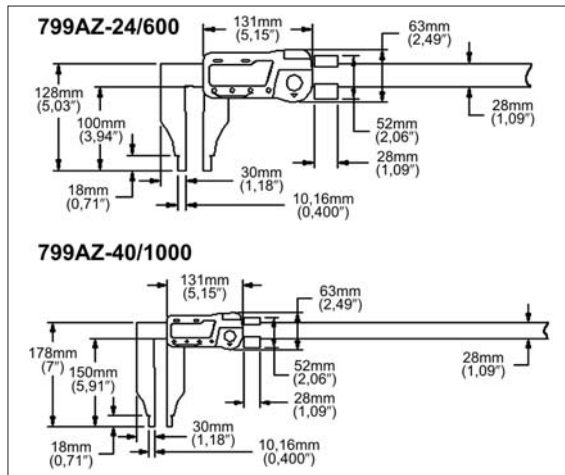 799AZ-24/600
131mm
(5,15")
63mm
(2,49")
128mm
(5,03")
100mm
(3,94")
28mm
(1,09")
52mm
(2,06")
18mm
(0,71")
30mm
(1,18")
28mm
(1,09")
10,16mm
(0,400")
799AZ-40/1000
131mm
(5,15")
63mm
(2,49")
178mm
(7")
150mm
(5,91")
28mm
(1,09")
52mm
(2,06")
28mm
(1,09")
18mm
(0,71")
30mm
(1,18")
10,16mm
(0,400")